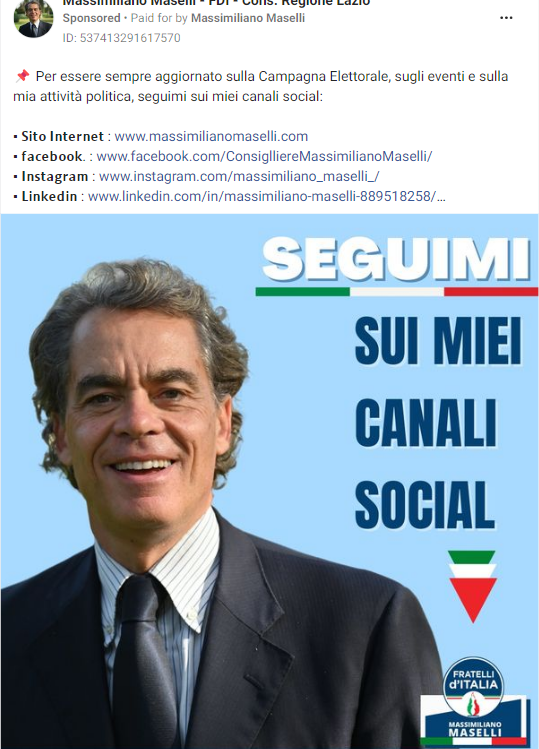 Massimiliano Maselli - FDI - Cons. Regione Lazio
Sponsored • Paid for by Massimiliano Maselli
ID: 537413291617570
📌 Per essere sempre aggiornato sulla Campagna Elettorale, sugli eventi e sulla
mia attività politica, seguimi sui miei canali social:
▪ Sito Internet : www.massimilianomaselli.com
▪ facebook. : www.facebook.com/ConsigliereMassimilianoMaselli/
▪ Instagram : www.instagram.com/massimiliano_maselli_/
▪ Linkedin : www.linkedin.com/in/massimiliano-maselli-889518258/...
SEGUIMI
SUI MIEI
CANALI
SOCIAL
FRATELLI
d'ITALIA
MASSIMILIANO
MASELLI